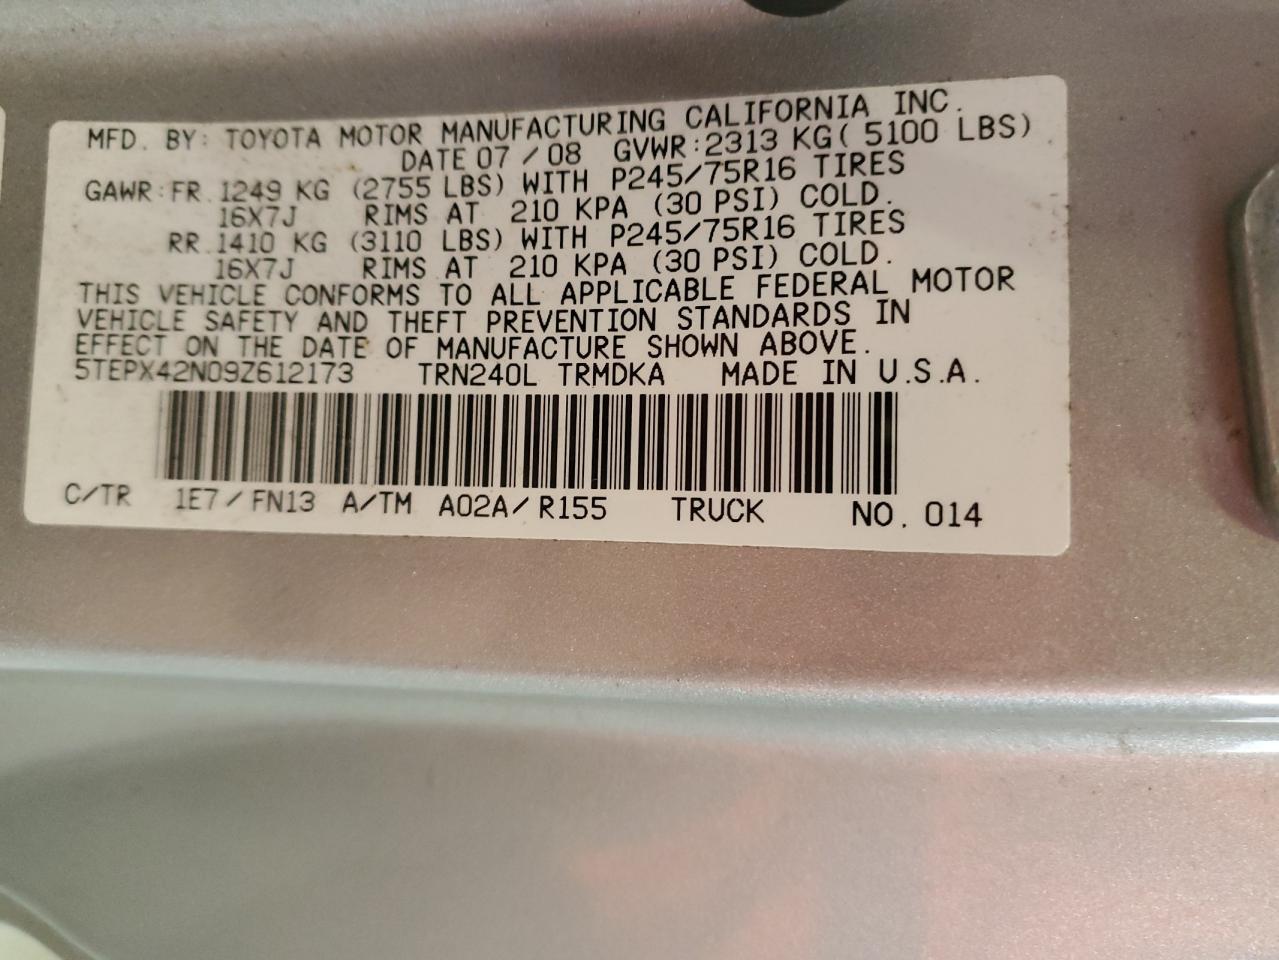 MFD. BY: TOYOTA MOTOR MANUFACTURING CALIFORNIA INC.
DATE 07 / 08 GVWR:2313 KG( 5100 LBS)
GAWR:FR. 1249 KG (2755 LBS) WITH P245/75R16 TIRES
16X7J RIMS AT 210 KPA (30 PSI) COLD.
RR.1410 KG (3110 LBS) WITH P245/75R16 TIRES
16X7J RIMS AT 210 KPA (30 PSI) COLD.
THIS VEHICLE CONFORMS TO ALL APPLICABLE FEDERAL MOTOR
VEHICLE SAFETY AND THEFT PREVENTION STANDARDS IN
EFFECT ON THE DATE OF MANUFACTURE SHOWN ABOVE.
5TEPX42N09Z612173 TRN240L TRMDKA MADE IN U.S.A.
C/TR 1E7/FN13 A/TM A02A/R155 TRUCK NO. 014